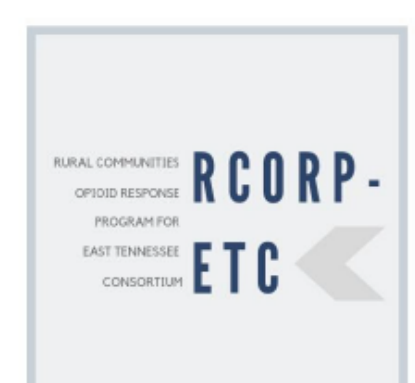 RURAL COMMUNITIES
OPIOID RESPONSE
PROGRAM FOR
EAST TENNESSEE
CONSORTIUM
RCORP-
ETC